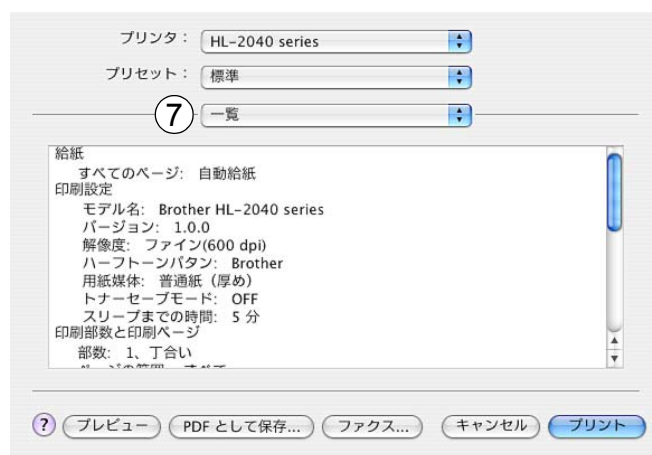 プリンタ： HL-2040 series
プリセット： 標準
7 一覧
給紙
すべてのページ: 自動給紙
印刷設定
モデル名: Brother HL-2040 series
バージョン: 1.0.0
解像度: ファイン(600 dpi)
ハーフトーンパタン: Brother
用紙媒体: 普通紙（厚め）
トナーセーブモード: OFF
スリープまでの時間: 5 分
印刷部数と印刷ページ
部数: 1、丁合い
? プレビュー PDF として保存... ファクス... キャンセル プリント